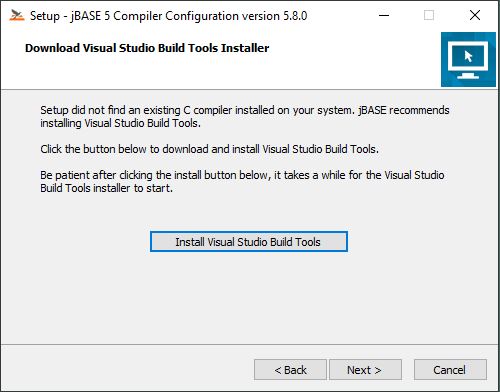 Setup - jBASE 5 Compiler Configuration version 5.8.0
Download Visual Studio Build Tools Installer
Setup did not find an existing C compiler installed on your system. jBASE recommends
installing Visual Studio Build Tools.
Click the button below to download and install Visual Studio Build Tools.
Be patient after clicking the install button below, it takes a while for the Visual Studio
Build Tools installer to start.
Install Visual Studio Build Tools
< Back
Next >
Cancel